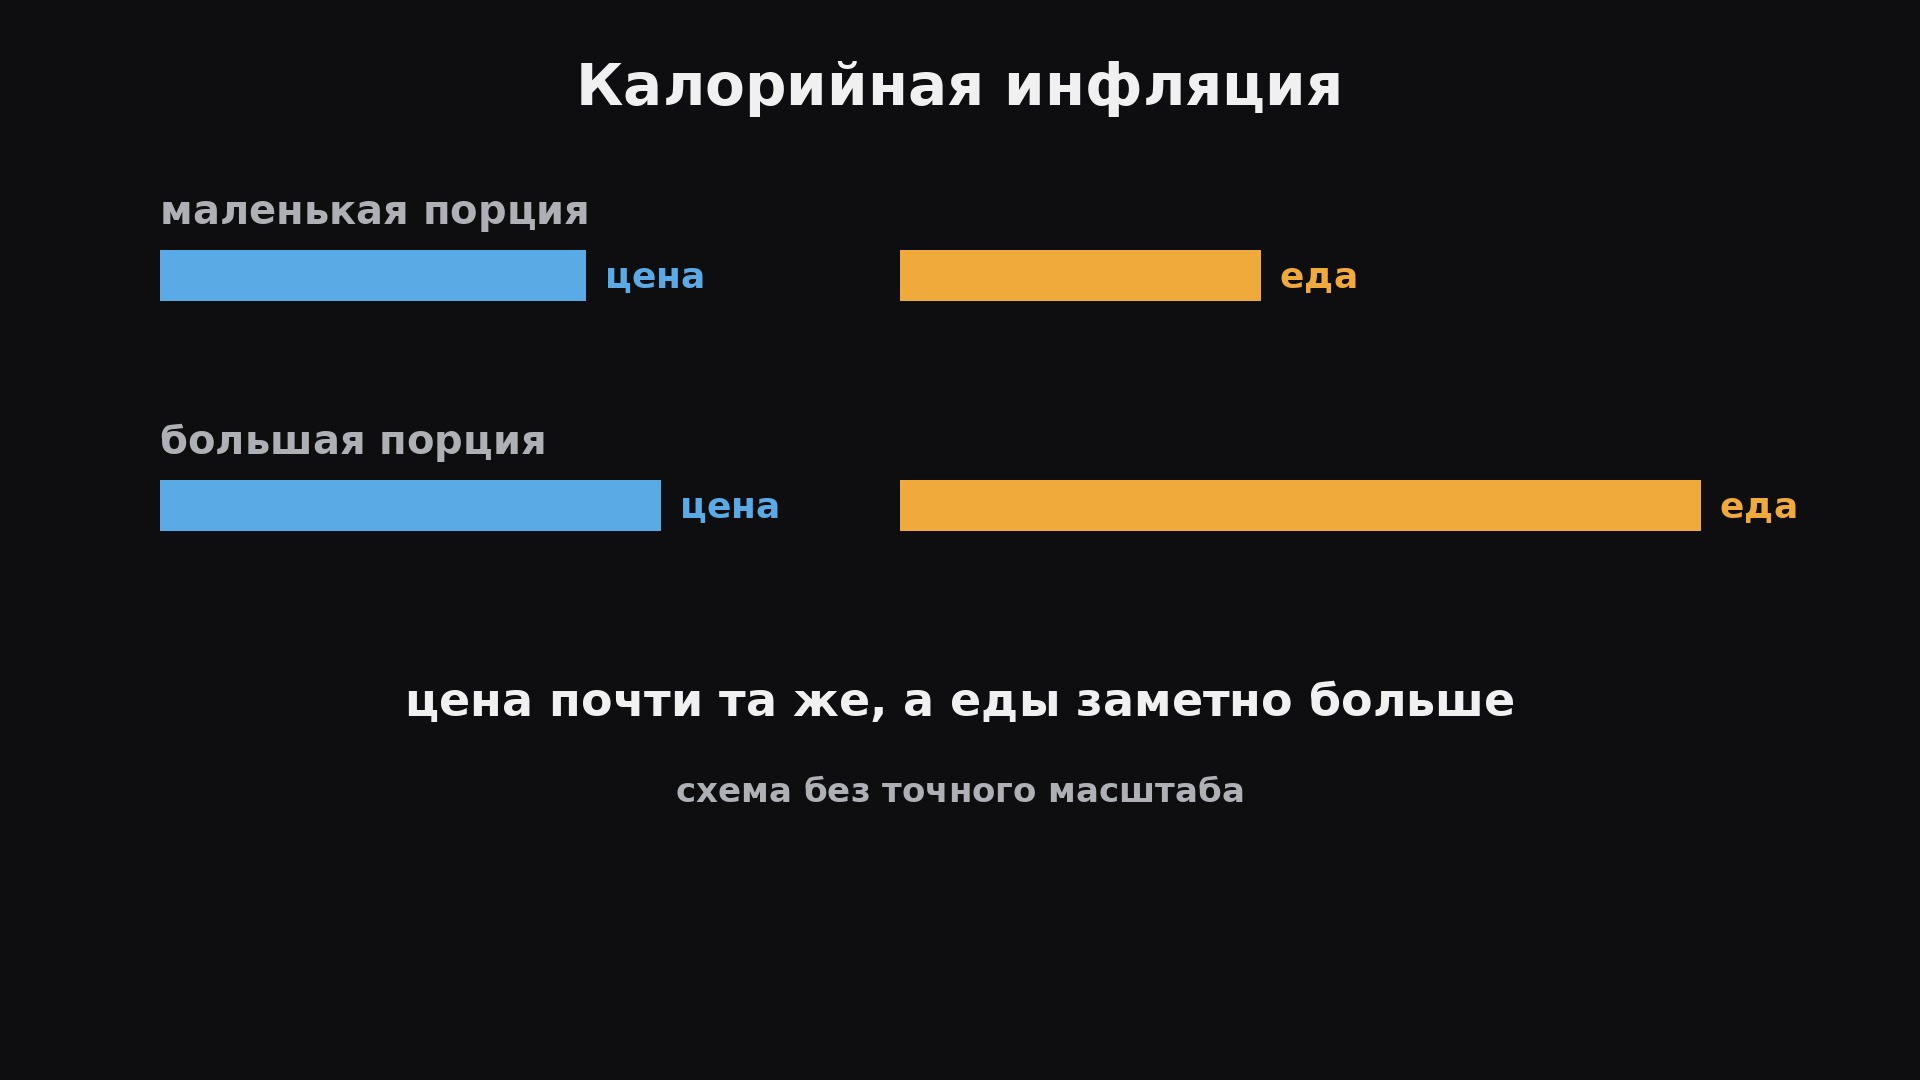 Калорийная инфляция
маленькая порция
цена
еда
большая порция
цена
еда
цена почти та же, а еды заметно больше
схема без точного масштаба